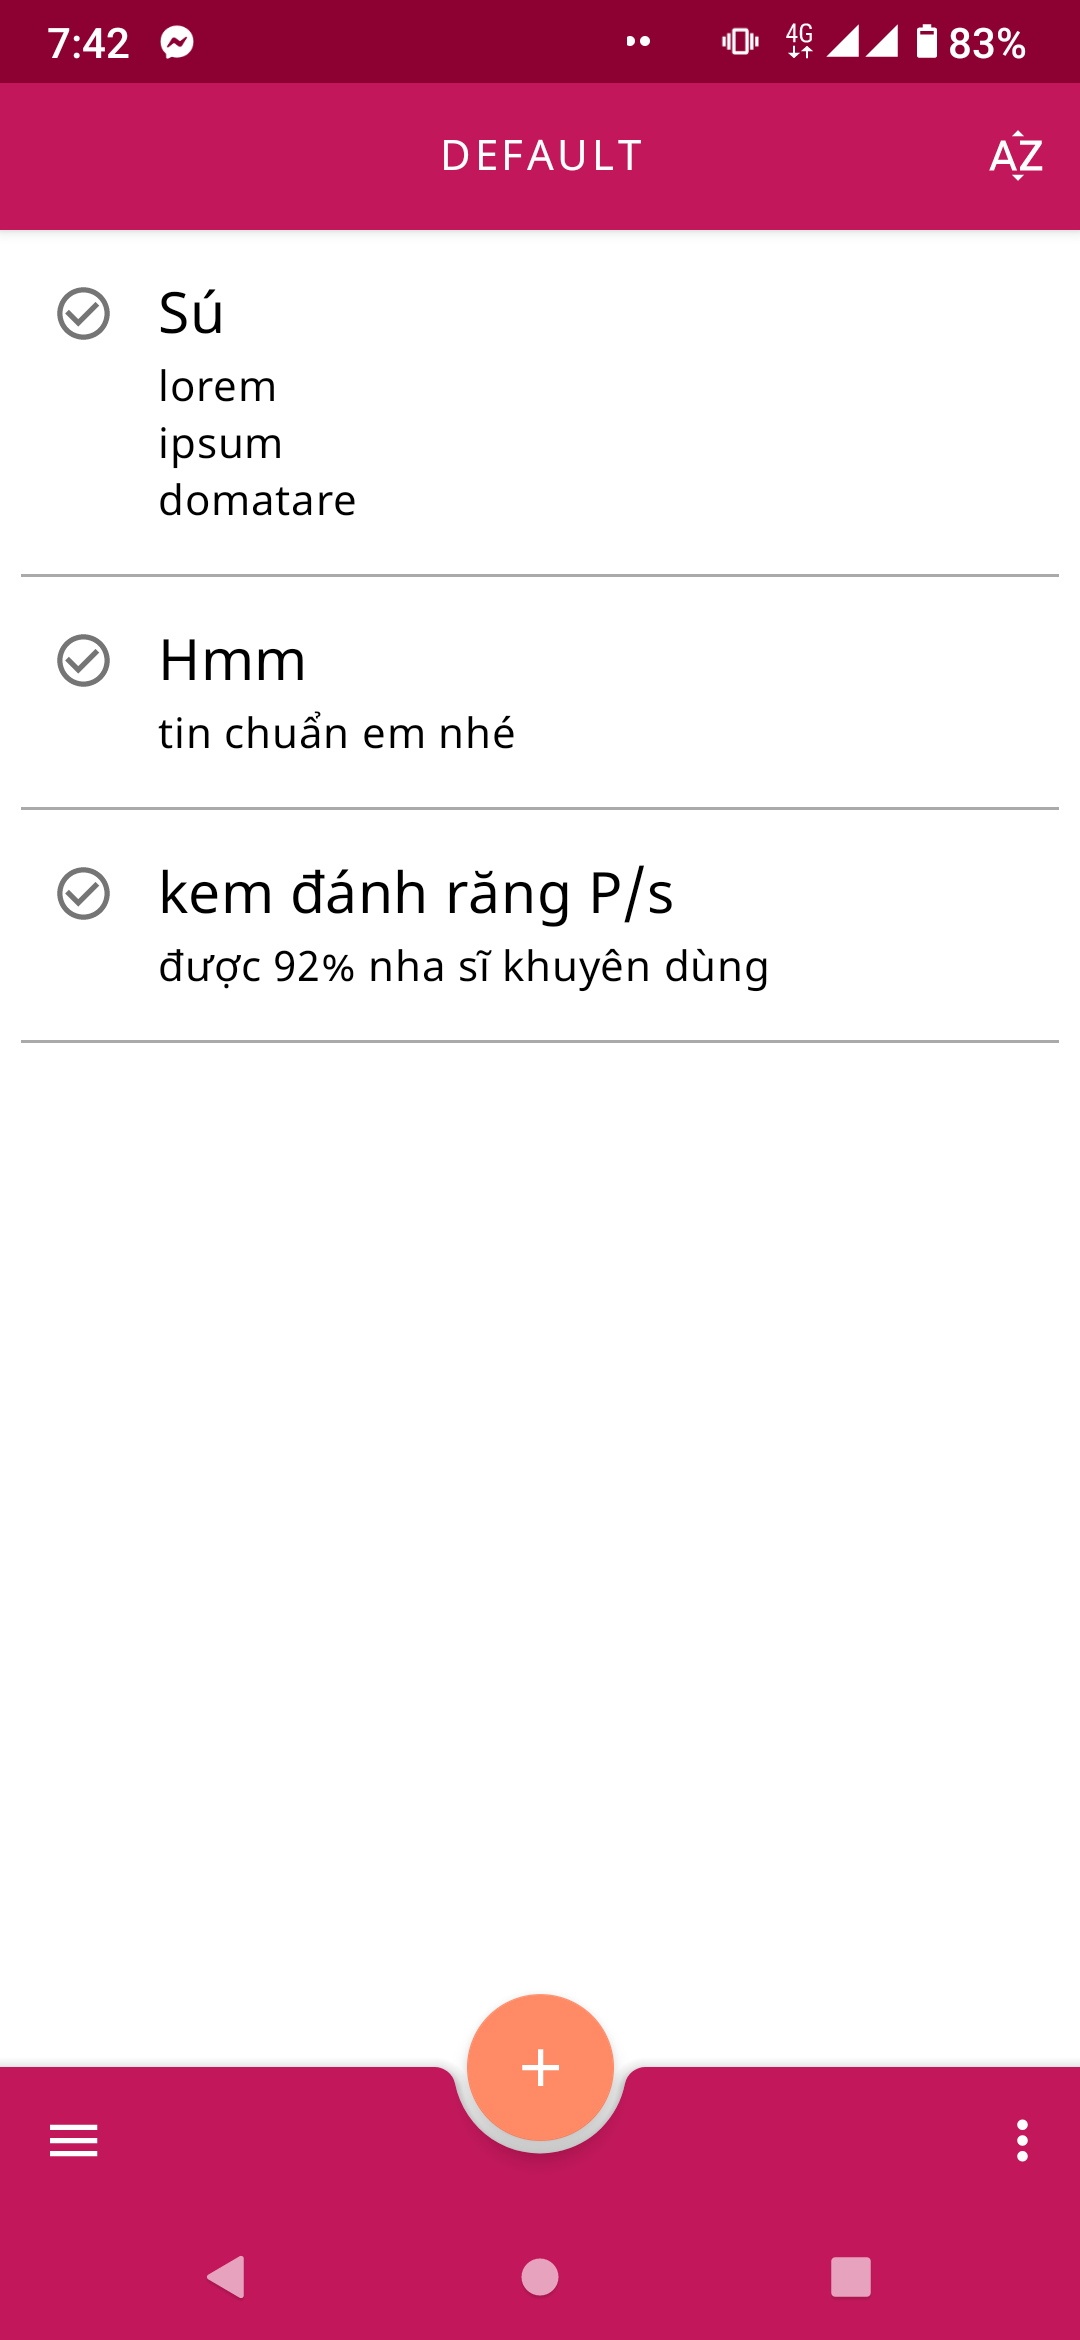 7:42
4G
83%
DEFAULT
AZ
Sú
lorem
ipsum
domatare
Hmm
tin chuẩn em nhé
kem đánh răng P/s
được 92% nha sĩ khuyên dùng